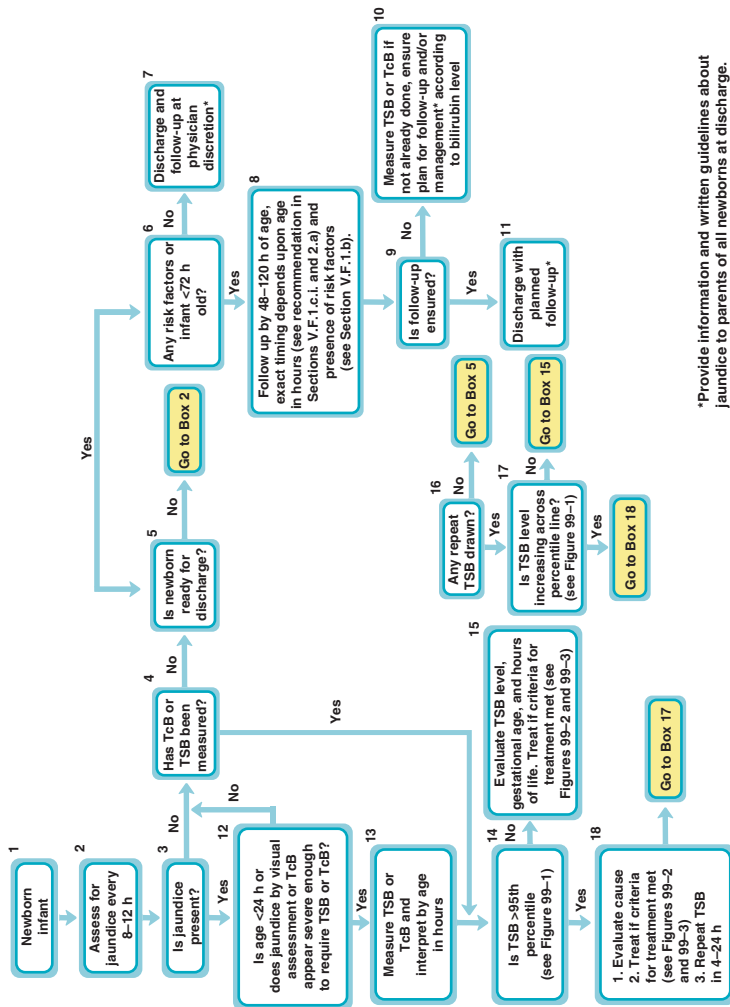 1
Newborn
infant
2
Assess for
jaundice every
8–12 h
3
Is jaundice
present?
No
Yes
4
Has TcB or
TSB been
measured?
No
Yes
5
Is newborn
ready for
discharge?
No
Go to Box 2
Yes
6
Any risk factors or
infant <72 h
old?
No
Yes
7
Discharge and
follow-up at
physician
discretion*
8
Follow up by 48–120 h of age,
exact timing depends upon age
in hours (see recommendation in
Sections V.F.1.c.i. and 2.a) and
presence of risk factors
(see Section V.F.1.b).
9
Is follow-up
ensured?
No
Yes
10
Measure TSB or TcB if
not already done, ensure
plan for follow-up and/or
management* according
to bilirubin level
11
Discharge with
planned
follow-up*
12
Is age <24 h or
does jaundice by visual
assessment or TcB
appear severe enough
to require TSB or TcB?
No
Yes
13
Measure TSB or
TcB and
interpret by age
in hours
14
Is TSB >95th
percentile
(see Figure 99–1)
No
Yes
15
Evaluate TSB level,
gestational age, and hours
of life. Treat if criteria for
treatment met (see
Figures 99–2 and 99–3)
16
Any repeat
TSB drawn?
No
Go to Box 5
Yes
17
Is TSB level
increasing across
percentile line?
(see Figure 99–1)
No
Go to Box 15
Yes
Go to Box 18
18
1. Evaluate cause
2. Treat if criteria
for treatment met
(see Figures 99–2
and 99–3)
3. Repeat TSB
in 4–24 h
Go to Box 17
*Provide information and written guidelines about
jaundice to parents of all newborns at discharge.